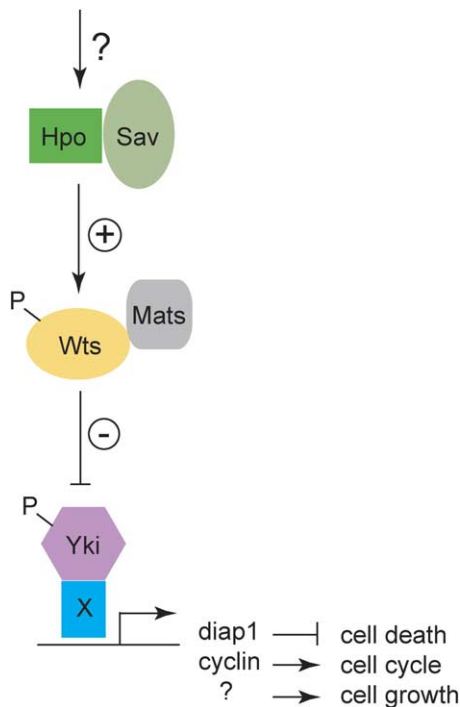 ?
Hpo Sav
+
P
Mats
Wts
-
P
Yki
X
diap1 cell death
cyclin cell cycle
? cell growth